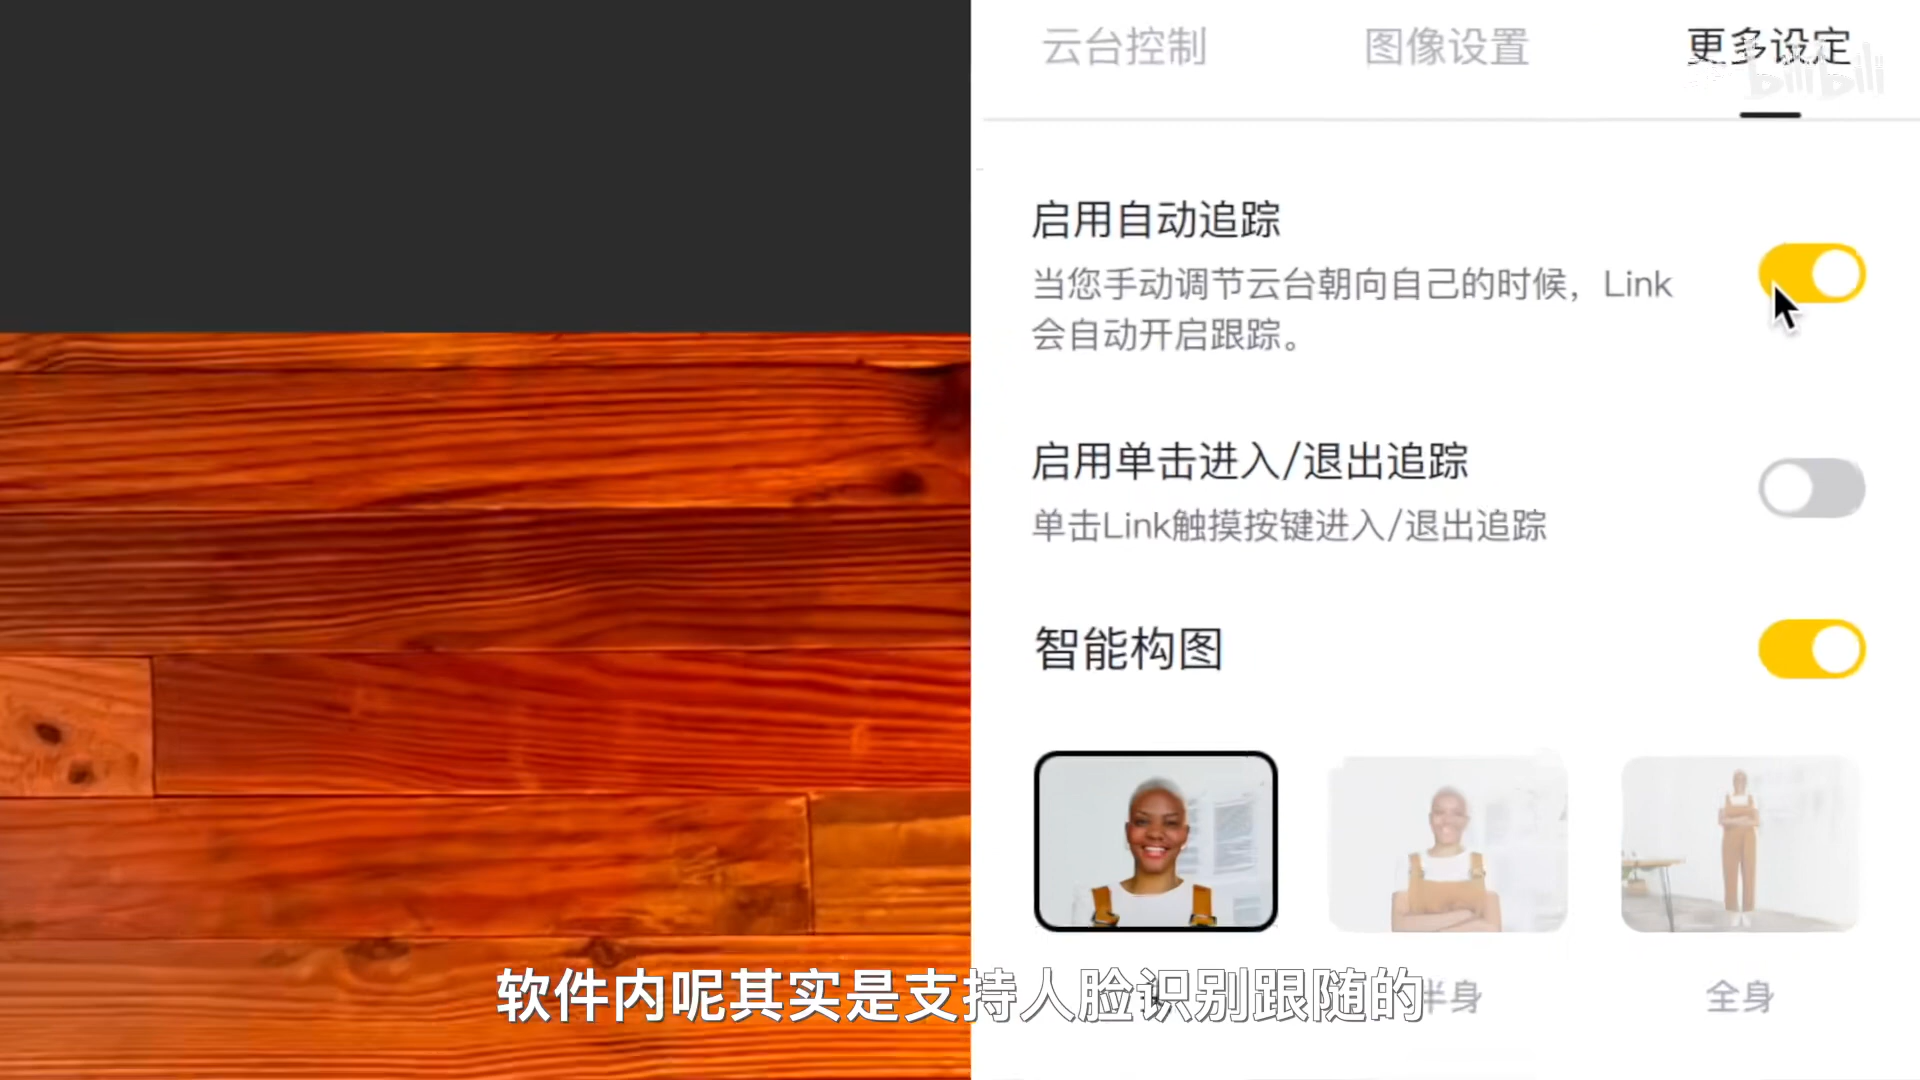 云台控制 图像设置 更多设定
bilibili
启用自动追踪
当您手动调节云台朝向自己的时候，Link
会自动开启跟踪。
启用单击进入/退出追踪
单击Link触摸按键进入/退出追踪
智能构图
半身 全身
软件内呢其实是支持人脸识别跟随的